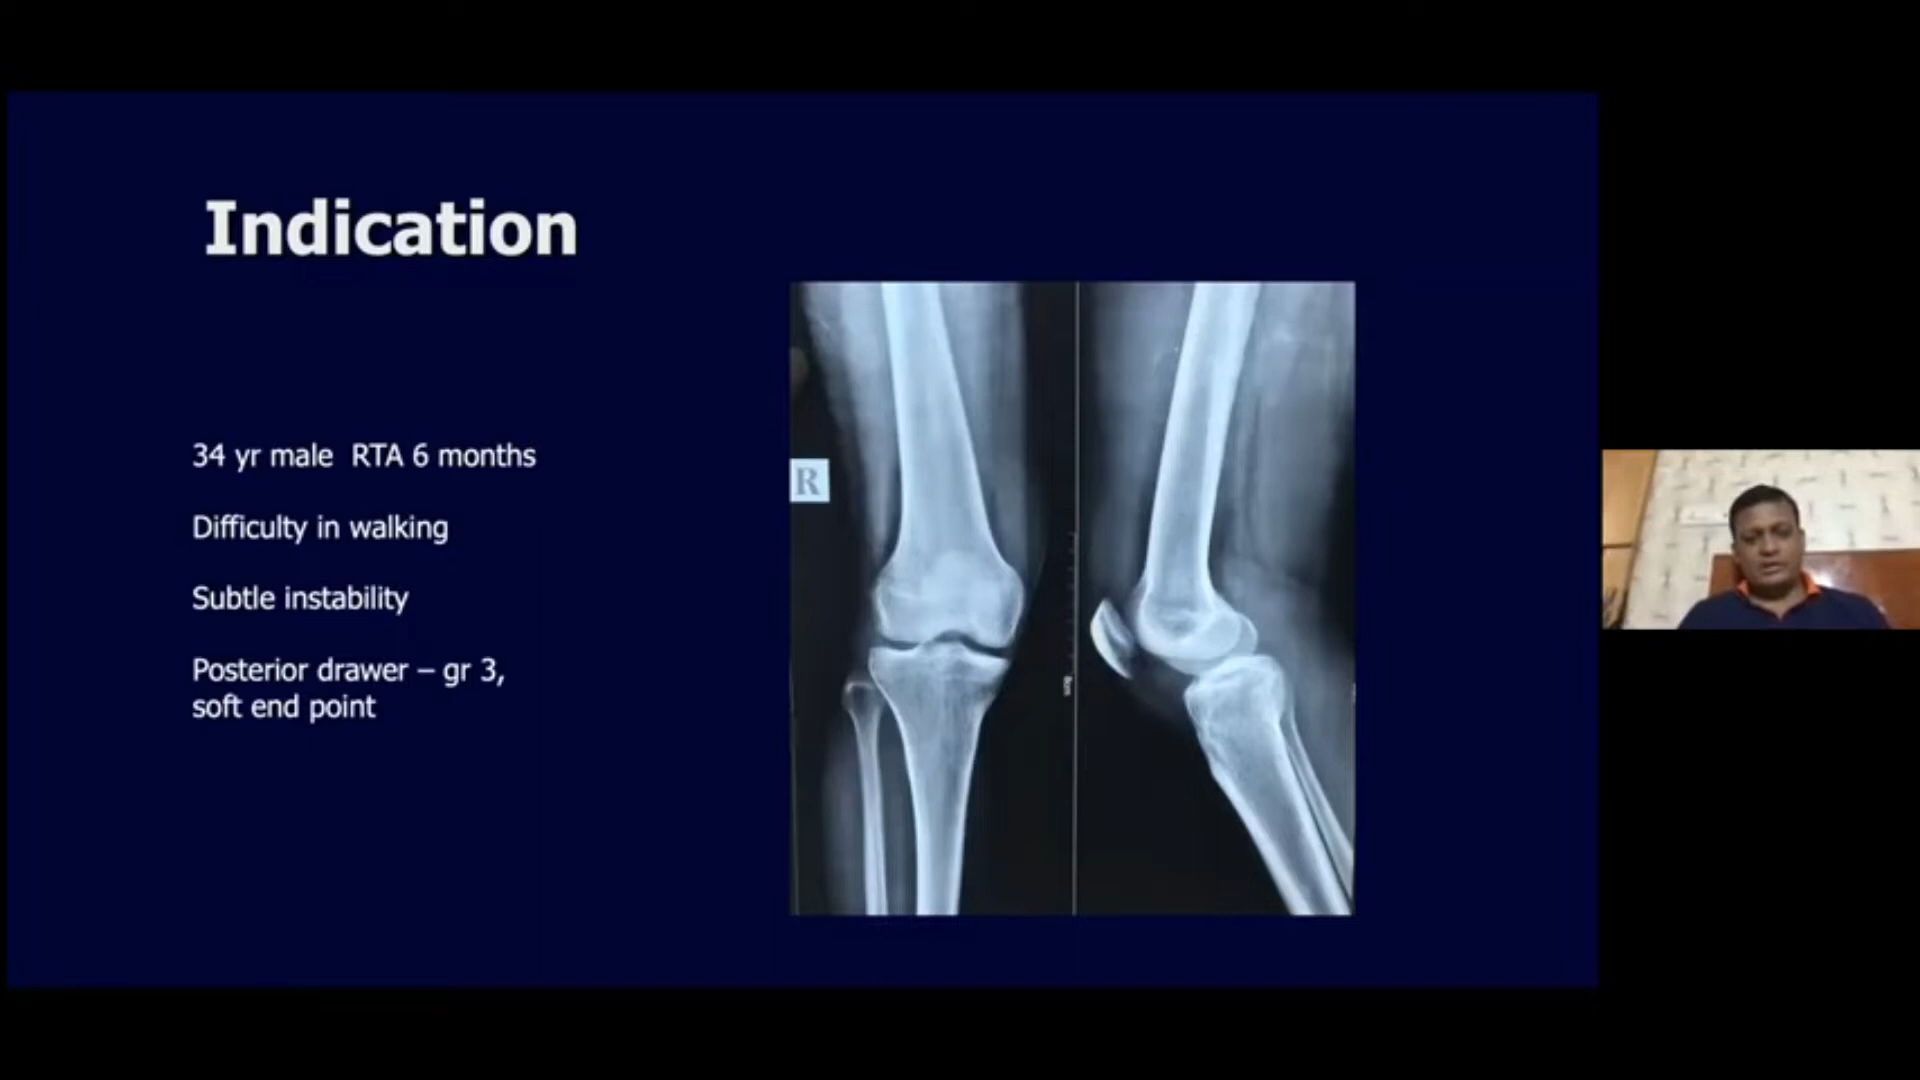 Indication
34 yr male RTA 6 months
Difficulty in walking
Subtle instability
Posterior drawer – gr 3,
soft end point
R